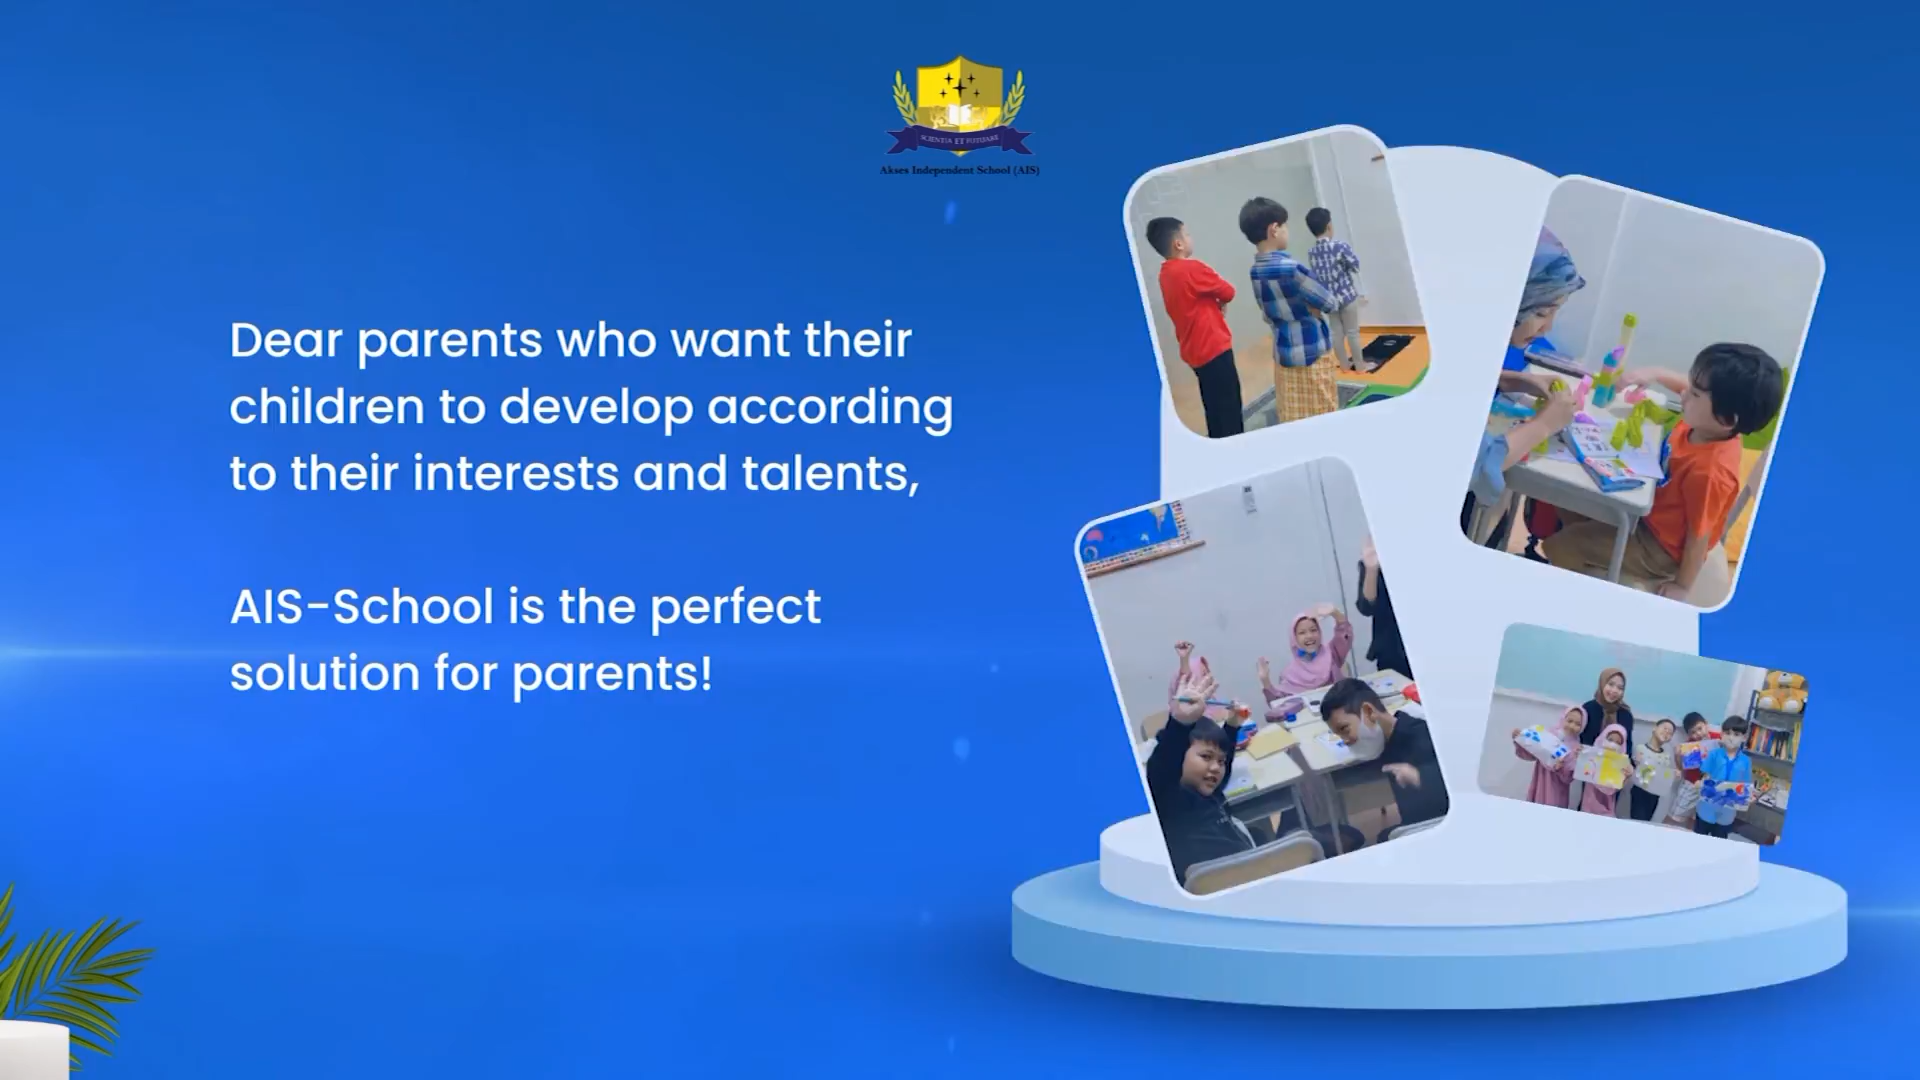 SCIENTIA ET
Akses Independent School (AIS)
Dear parents who want their
children to develop according
to their interests and talents,
AIS-School is the perfect
solution for parents!